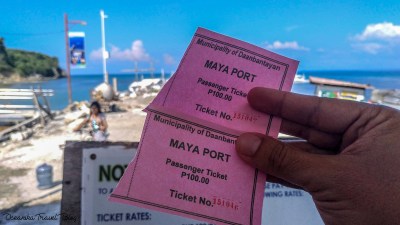 Municipality of Daanbantayan
MAYA PORT
Passenger Ticket
P100.00
Ticket No.
Municipality of Daanbantayan
MAYA PORT
Passenger Ticket
P100.00
Ticket No.
NO
TICKET RATES: